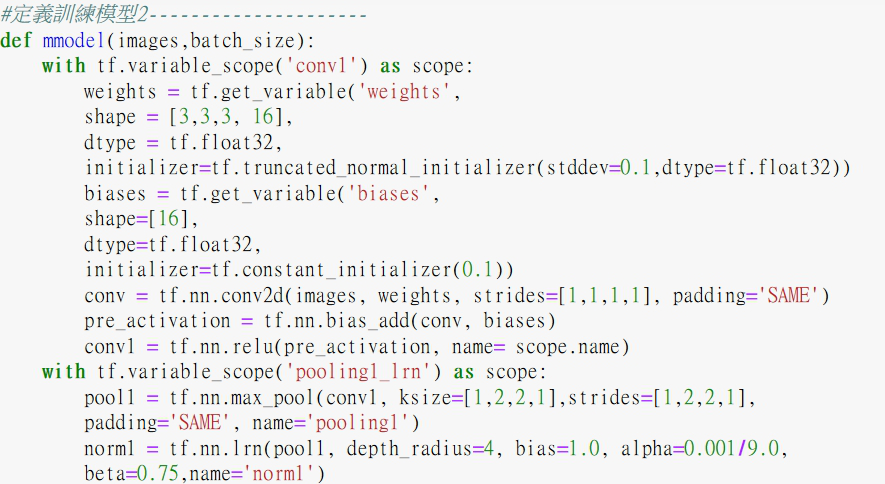 #定義訓練模型2---------------------
def mmodel(images,batch_size):
    with tf.variable_scope('conv1') as scope:
        weights = tf.get_variable('weights',
        shape = [3,3,3, 16],
        dtype = tf.float32,
        initializer=tf.truncated_normal_initializer(stddev=0.1,dtype=tf.float32))
        biases = tf.get_variable('biases',
        shape=[16],
        dtype=tf.float32,
        initializer=tf.constant_initializer(0.1))
        conv = tf.nn.conv2d(images, weights, strides=[1,1,1,1], padding='SAME')
        pre_activation = tf.nn.bias_add(conv, biases)
        conv1 = tf.nn.relu(pre_activation, name= scope.name)
    with tf.variable_scope('pooling1_lrn') as scope:
        pool1 = tf.nn.max_pool(conv1, ksize=[1,2,2,1],strides=[1,2,2,1],
        padding='SAME', name='pooling1')
        norm1 = tf.nn.lrn(pool1, depth_radius=4, bias=1.0, alpha=0.001/9.0,
        beta=0.75,name='norm1')